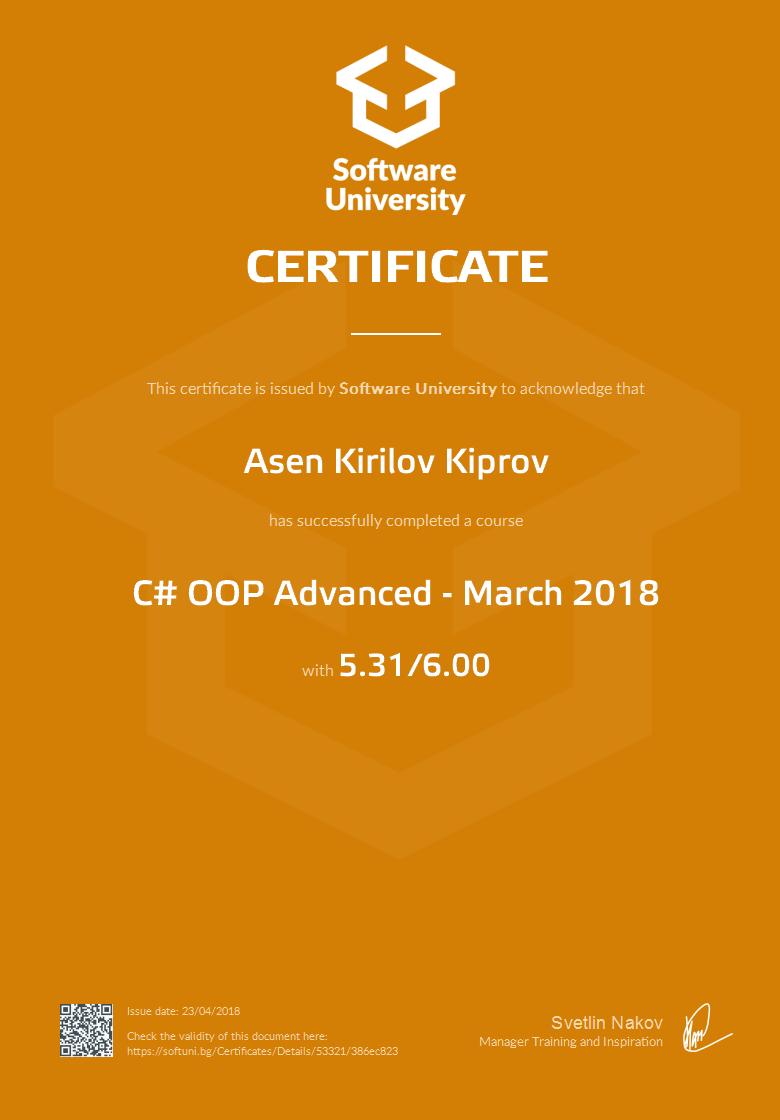 Software
University
CERTIFICATE
This certificate is issued by Software University to acknowledge that
Asen Kirilov Kiprov
has successfully completed a course
C# OOP Advanced - March 2018
with 5.31/6.00
Issue date: 23/04/2018
Check the validity of this document here:
https://softuni.bg/Certificates/Details/53321/386ec823
Svetlin Nakov
Manager Training and Inspiration